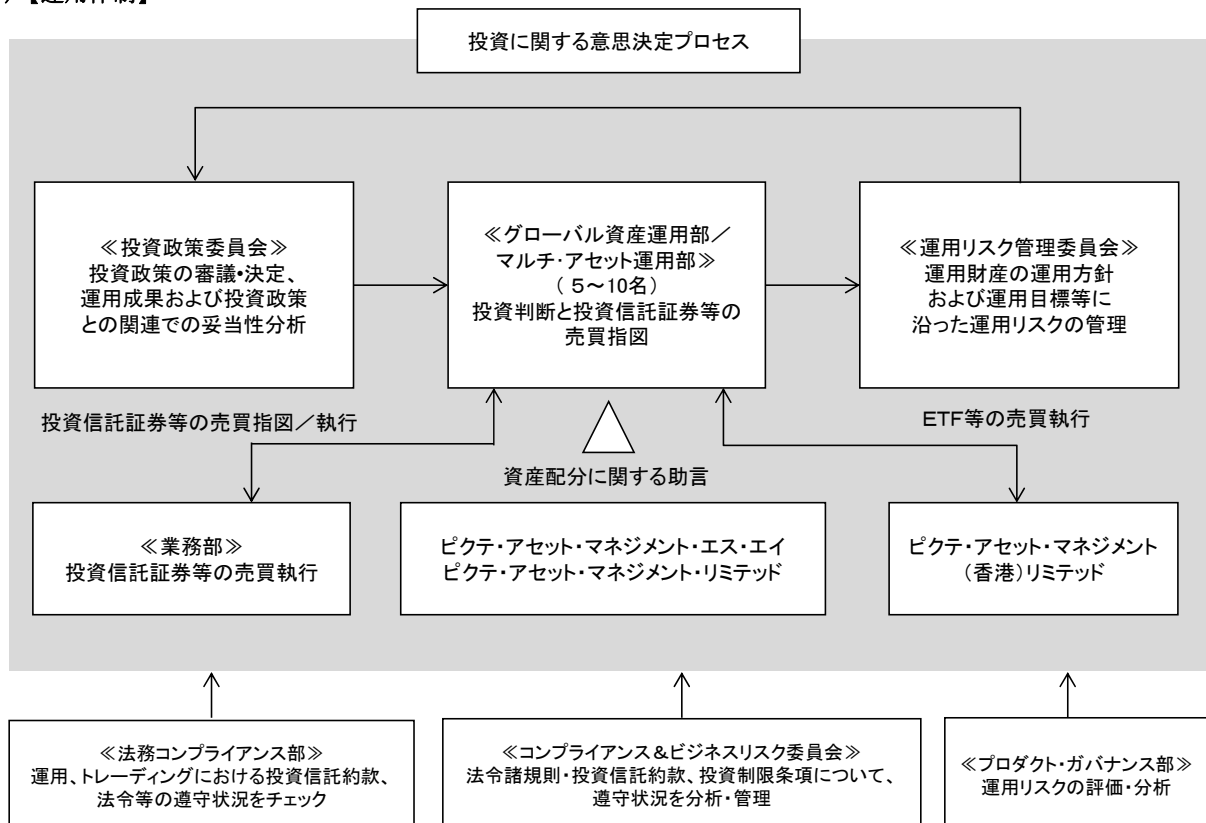 【運用体制】
投資に関する意思決定プロセス
≪投資政策委員会≫
投資政策の審議・決定、
運用成果および投資政策
との関連での妥当性分析
≪グローバル資産運用部／
マルチ・アセット運用部≫
（５～10名）
投資判断と投資信託証券等の
売買指図
≪運用リスク管理委員会≫
運用財産の運用方針
および運用目標等に
沿った運用リスクの管理
投資信託証券等の売買指図／執行
ETF等の売買執行
資産配分に関する助言
≪業務部≫
投資信託証券等の売買執行
ピクテ・アセット・マネジメント・エス・エイ
ピクテ・アセット・マネジメント・リミテッド
ピクテ・アセット・マネジメント
（香港）リミテッド
≪法務コンプライアンス部≫
運用、トレーディングにおける投資信託約款、
法令等の遵守状況をチェック
≪コンプライアンス＆ビジネスリスク委員会≫
法令諸規則・投資信託約款、投資制限条項について、
遵守状況を分析・管理
≪プロダクト・ガバナンス部≫
運用リスクの評価・分析